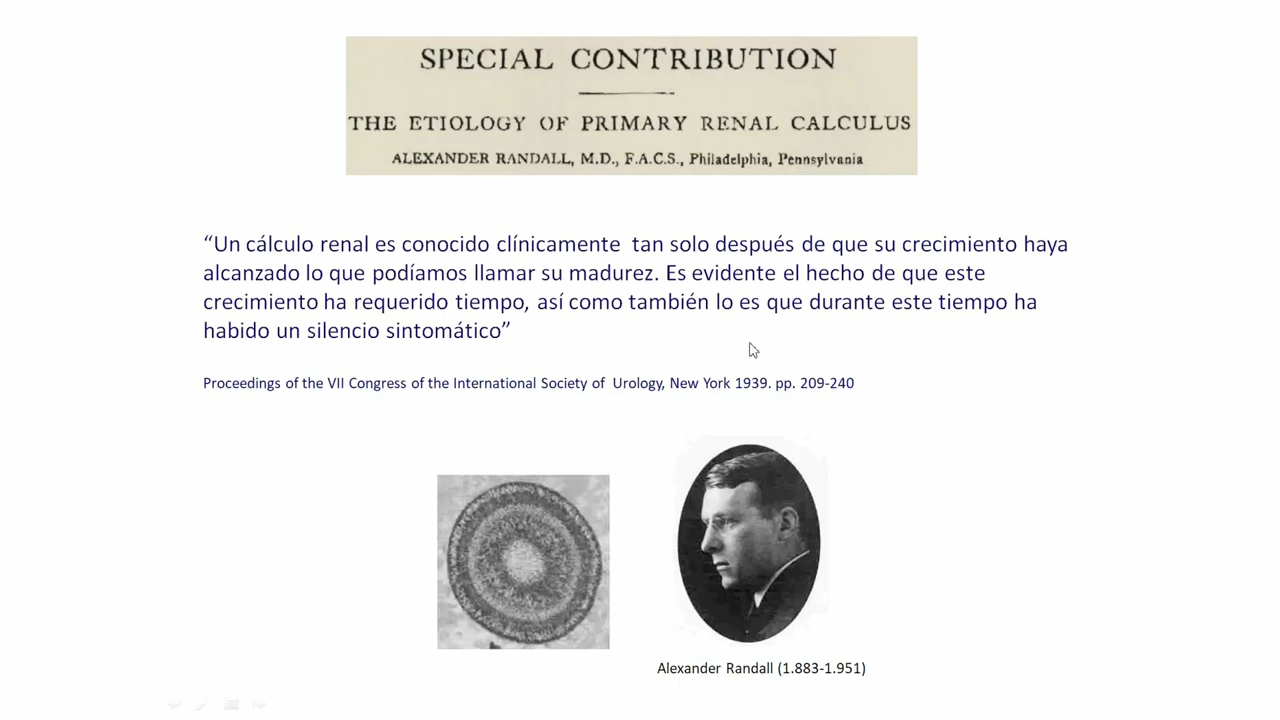 SPECIAL CONTRIBUTION
THE ETIOLOGY OF PRIMARY RENAL CALCULUS
ALEXANDER RANDALL, M.D., F.A.C.S., Philadelphia, Pennsylvania
“Un cálculo renal es conocido clínicamente tan solo después de que su crecimiento haya
alcanzado lo que podíamos llamar su madurez. Es evidente el hecho de que este
crecimiento ha requerido tiempo, así como también lo es que durante este tiempo ha
habido un silencio sintomático”
Proceedings of the VII Congress of the International Society of Urology, New York 1939. pp. 209-240
Alexander Randall (1.883-1.951)